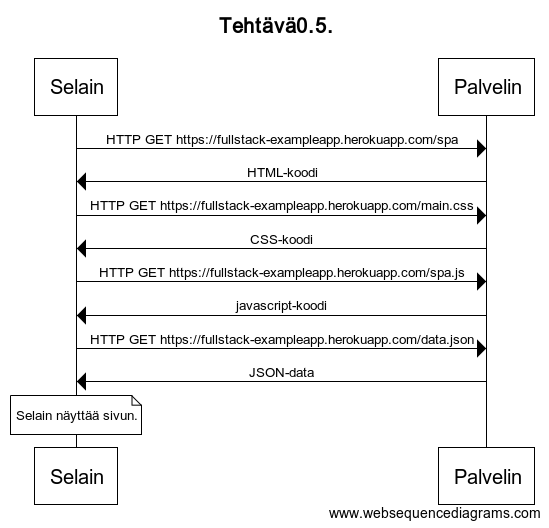 Tehtävä0.5.
Selain
Palvelin
HTTP GET https://fullstack-exampleapp.herokuapp.com/spa
HTML-koodi
HTTP GET https://fullstack-exampleapp.herokuapp.com/main.css
CSS-koodi
HTTP GET https://fullstack-exampleapp.herokuapp.com/spa.js
javascript-koodi
HTTP GET https://fullstack-exampleapp.herokuapp.com/data.json
JSON-data
Selain näyttää sivun.
Selain
Palvelin
www.websequencediagrams.com